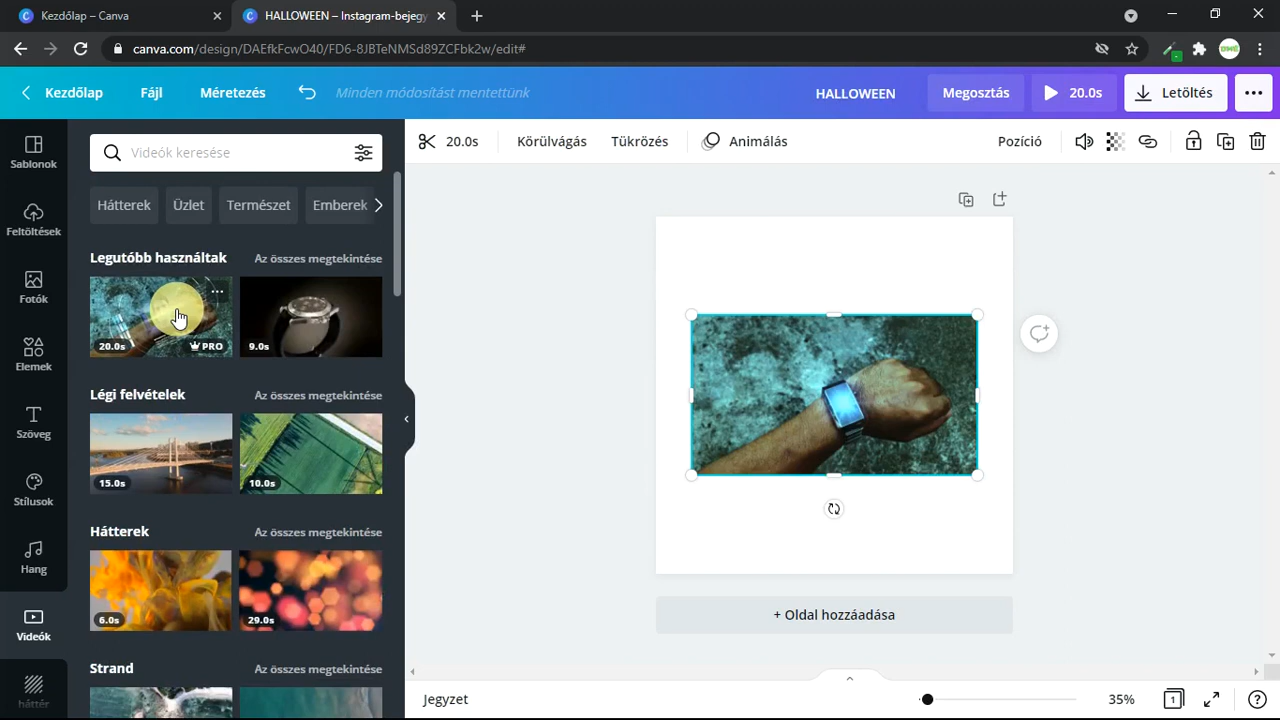 Kezdőlap – Canva
HALLOWEEN – Instagram-bejegy
canva.com/design/DAEfkFcwO40/FD6-8JBTeNMSd89ZCFbk2w/edit#
Kezdőlap
Fájl
Méretezés
Minden módosítást mentettünk
HALLOWEEN
Megosztás
20.0s
Letöltés
Sablonok
Feltöltések
Fotók
Elemek
Szöveg
Stílusok
Hang
Videók
háttér
Videók keresése
Hátterek
Üzlet
Természet
Emberek
Legutóbb használtak
Az összes megtekintése
20.0s
PRO
9.0s
Légi felvételek
Az összes megtekintése
15.0s
10.0s
Hátterek
Az összes megtekintése
6.0s
29.0s
Strand
Az összes megtekintése
20.0s
Körülvágás
Tükrözés
Animálás
Pozíció
+ Oldal hozzáadása
Jegyzet
35%
1